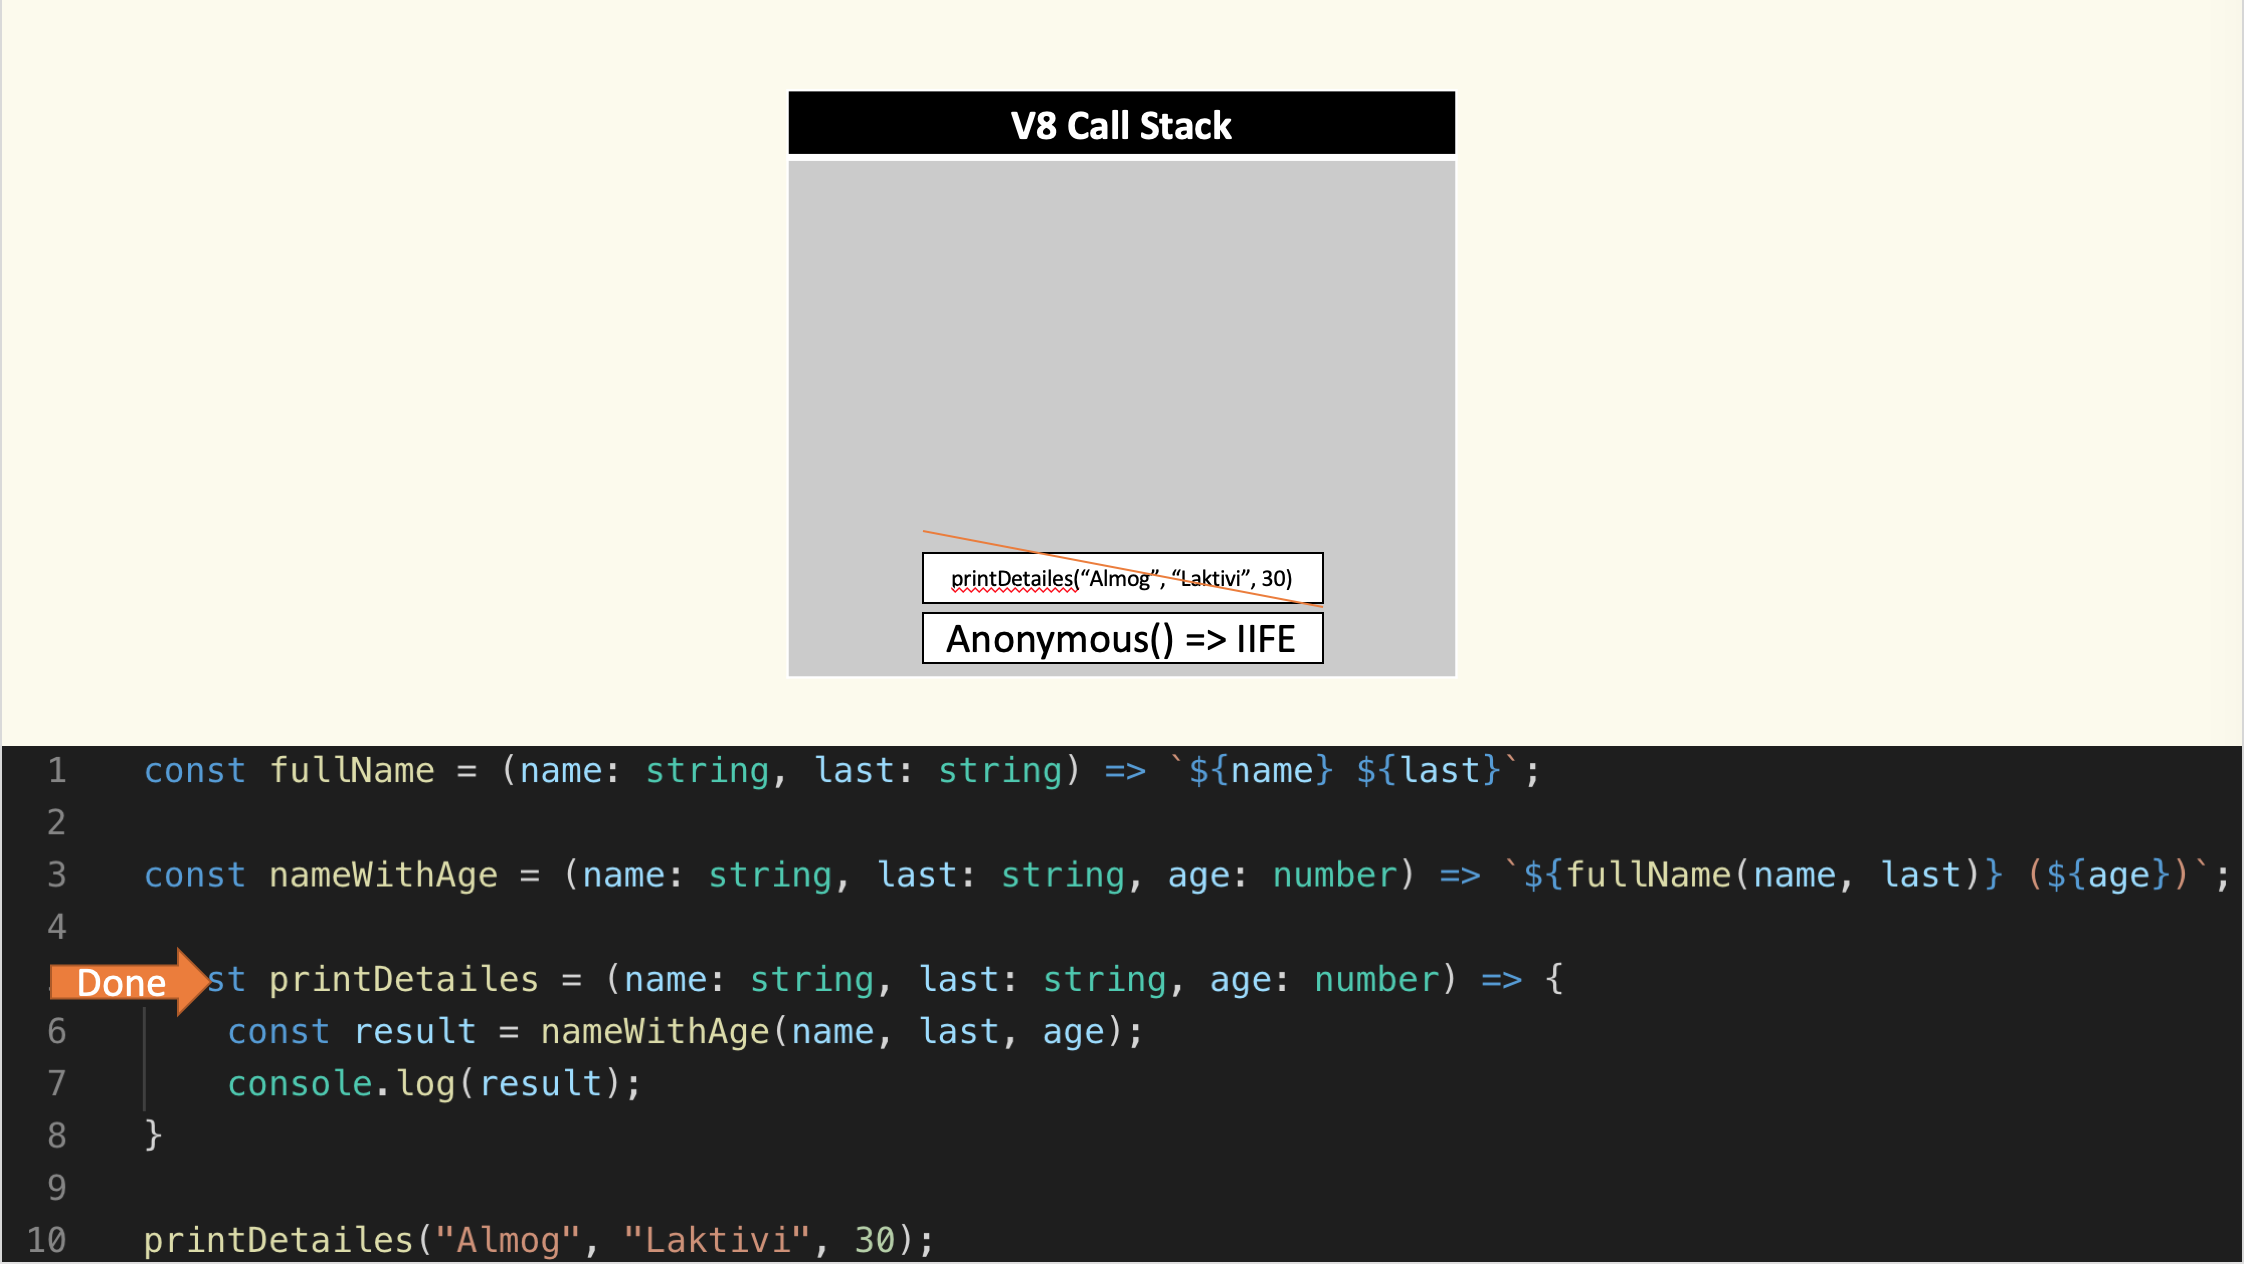 V8 Call Stack
printDetailes(“Almog”, “Laktivi”, 30)
Anonymous() => IIFE
1 const fullName = (name: string, last: string) => `${name} ${last}`;
2
3 const nameWithAge = (name: string, last: string, age: number) => `${fullName(name, last)} (${age})`;
4
Done st printDetailes = (name: string, last: string, age: number) => {
6 const result = nameWithAge(name, last, age);
7 console.log(result);
8 }
9
10 printDetailes("Almog", "Laktivi", 30);